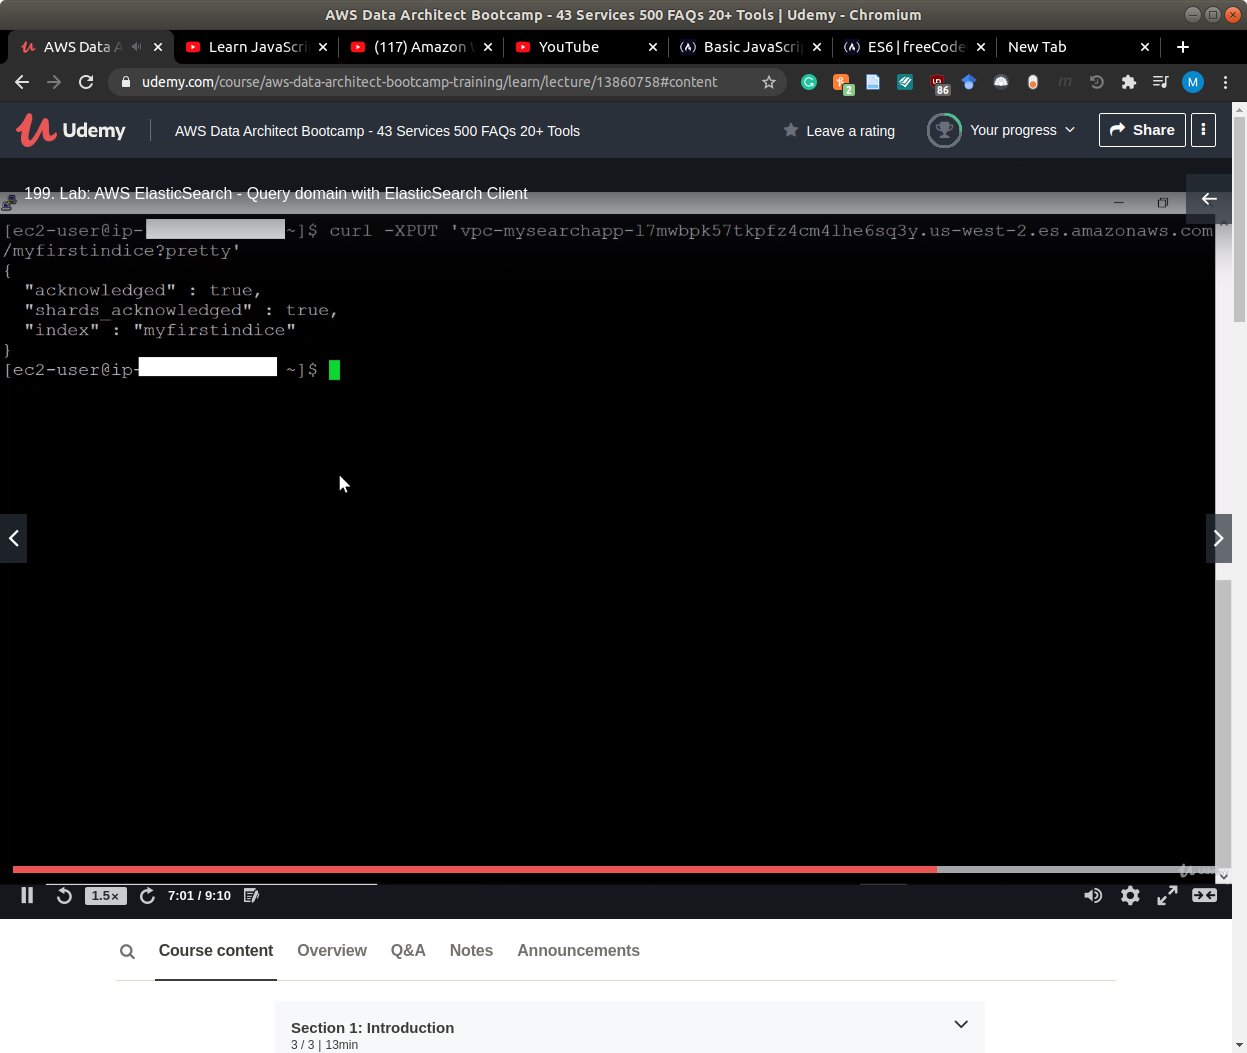 AWS Data Architect Bootcamp - 43 Services 500 FAQs 20+ Tools | Udemy - Chromium
AWS Data A
Learn JavaScri
(117) Amazon
YouTube
Basic JavaScrip
ES6 | freeCode
New Tab
udemy.com/course/aws-data-architect-bootcamp-training/learn/lecture/13860758#content
2
86
M
Udemy
AWS Data Architect Bootcamp - 43 Services 500 FAQs 20+ Tools
Leave a rating
Your progress
Share
199. Lab: AWS ElasticSearch - Query domain with ElasticSearch Client
[ec2-user@ip- ~]$ curl -XPUT 'vpc-mysearchapp-l7mwbpk57tkpfz4cm4lhe6sq3y.us-west-2.es.amazonaws.com
/myfirstindice?pretty'
{
"acknowledged" : true,
"shards_acknowledged" : true,
"index" : "myfirstindice"
}
[ec2-user@ip- ~]$
1.5×
7:01 / 9:10
Course content
Overview
Q&A
Notes
Announcements
Section 1: Introduction
3 / 3 | 13min